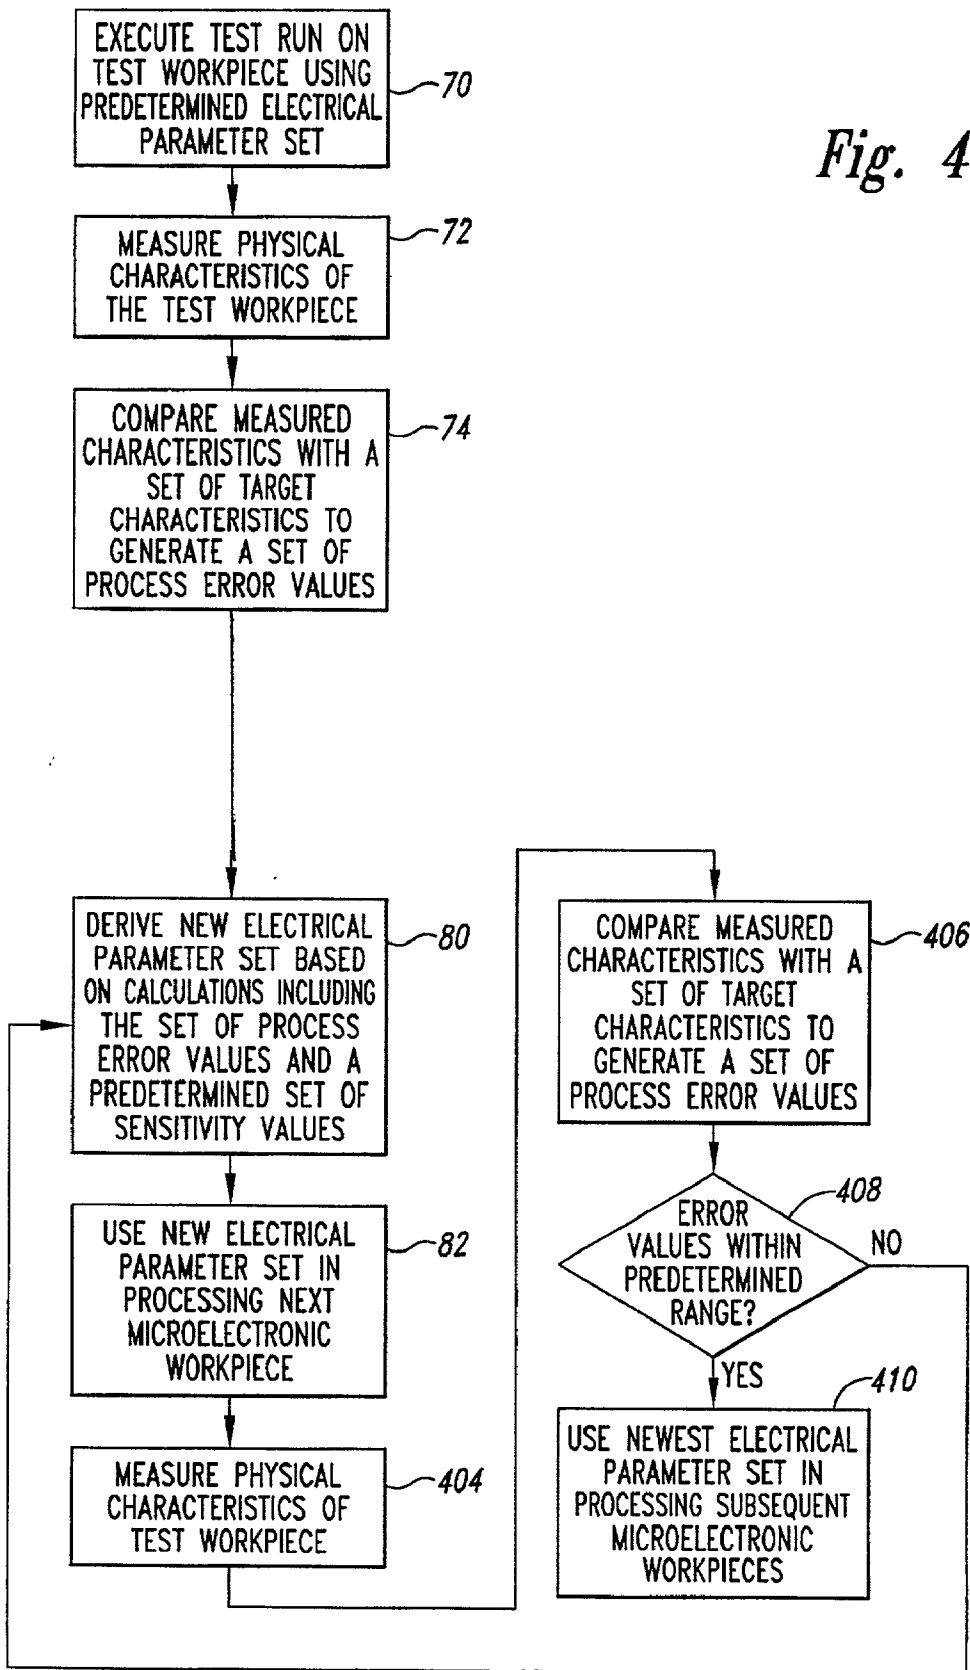 EXECUTE TEST RUN ON
TEST WORKPIECE USING
PREDETERMINED ELECTRICAL
PARAMETER SET
70
Fig. 4
MEASURE PHYSICAL
CHARACTERISTICS OF
THE TEST WORKPIECE
72
COMPARE MEASURED
CHARACTERISTICS WITH A
SET OF TARGET
CHARACTERISTICS TO
GENERATE A SET OF
PROCESS ERROR VALUES
74
DERIVE NEW ELECTRICAL
PARAMETER SET BASED
ON CALCULATIONS INCLUDING
THE SET OF PROCESS
ERROR VALUES AND A
PREDETERMINED SET OF
SENSITIVITY VALUES
80
USE NEW ELECTRICAL
PARAMETER SET IN
PROCESSING NEXT
MICROELECTRONIC
WORKPIECE
82
MEASURE PHYSICAL
CHARACTERISTICS OF
TEST WORKPIECE
404
COMPARE MEASURED
CHARACTERISTICS WITH A
SET OF TARGET
CHARACTERISTICS TO
GENERATE A SET OF
PROCESS ERROR VALUES
406
ERROR
VALUES WITHIN
PREDETERMINED
RANGE?
408
NO
YES
USE NEWEST ELECTRICAL
PARAMETER SET IN
PROCESSING SUBSEQUENT
MICROELECTRONIC
WORKPIECES
410